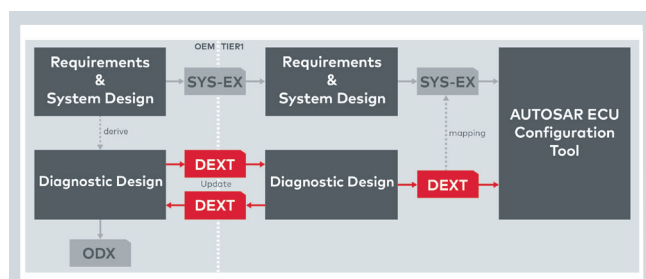 OEM TIER1
Requirements
&
System Design
SYS-EX
Requirements
&
System Design
SYS-EX
AUTOSAR ECU
Configuration
Tool
derive
mapping
Diagnostic Design
DEXT
Update
DEXT
Diagnostic Design
DEXT
ODX